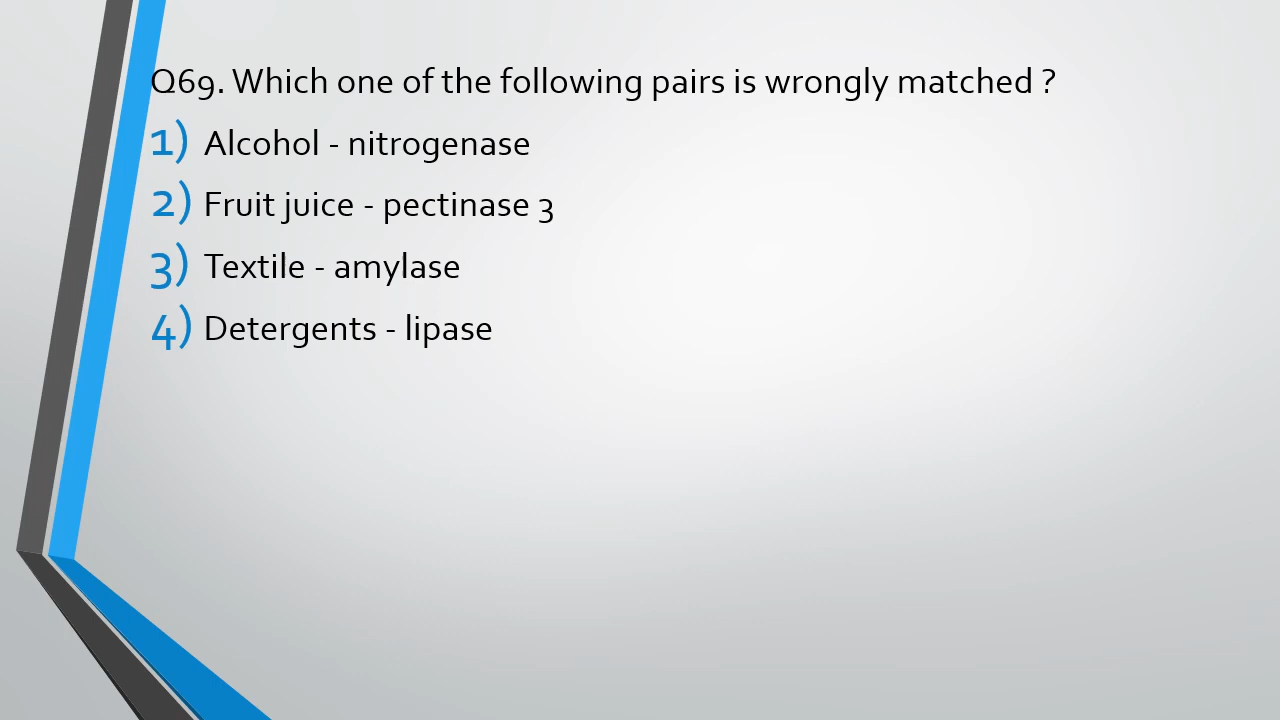 Q69. Which one of the following pairs is wrongly matched ?
1) Alcohol - nitrogenase
2) Fruit juice - pectinase 3
3) Textile - amylase
4) Detergents - lipase